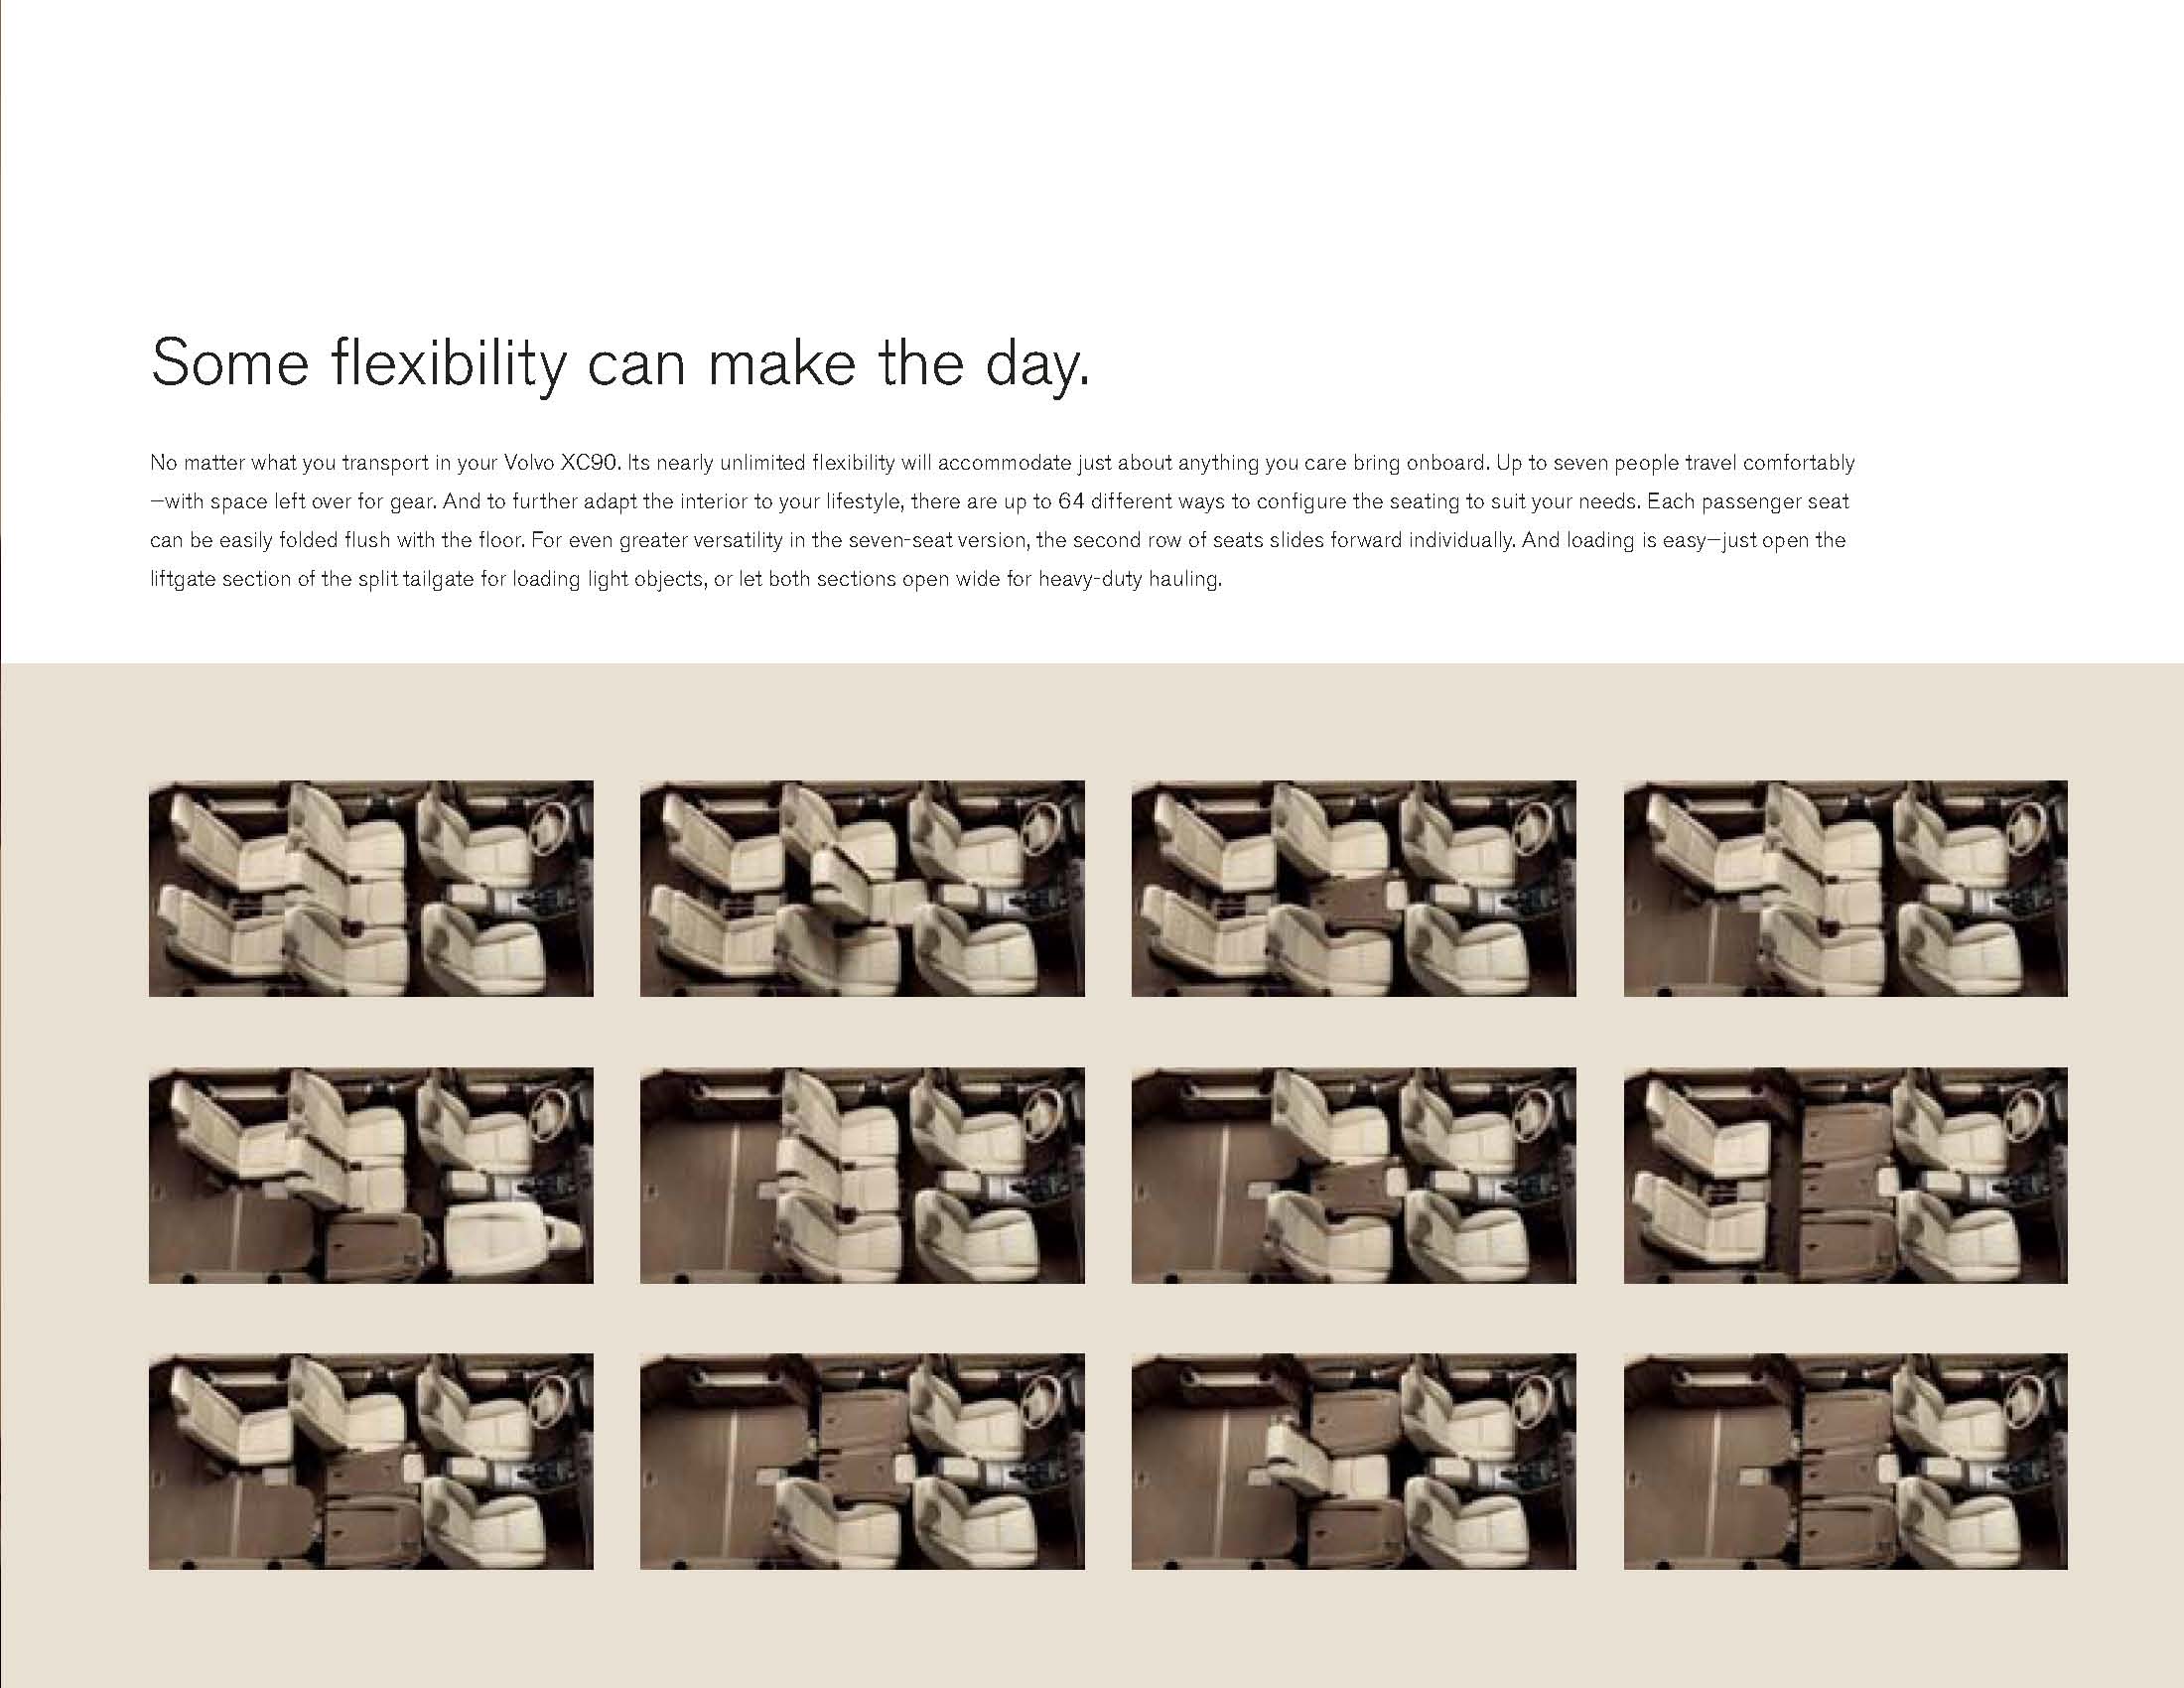 Some flexibility can make the day.
No matter what you transport in your Volvo XC90. Its nearly unlimited flexibility will accommodate just about anything you care bring onboard. Up to seven people travel comfortably
—with space left over for gear. And to further adapt the interior to your lifestyle, there are up to 64 different ways to configure the seating to suit your needs. Each passenger seat
can be easily folded flush with the floor. For even greater versatility in the seven-seat version, the second row of seats slides forward individually. And loading is easy—just open the
liftgate section of the split tailgate for loading light objects, or let both sections open wide for heavy-duty hauling.